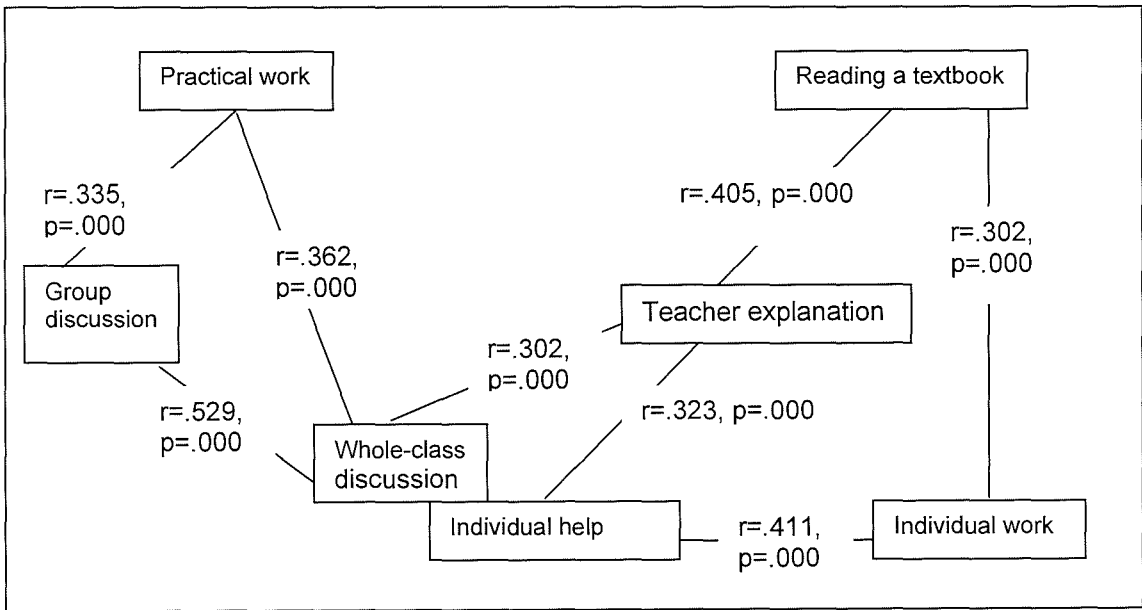 Practical work
Reading a textbook
r=.335,
p=.000
r=.405, p=.000
r=.362,
p=.000
r=.302,
p=.000
Group
discussion
Teacher explanation
r=.302,
p=.000
r=.529,
p=.000
r=.323, p=.000
Whole-class
discussion
Individual help
r=.411,
p=.000
Individual work